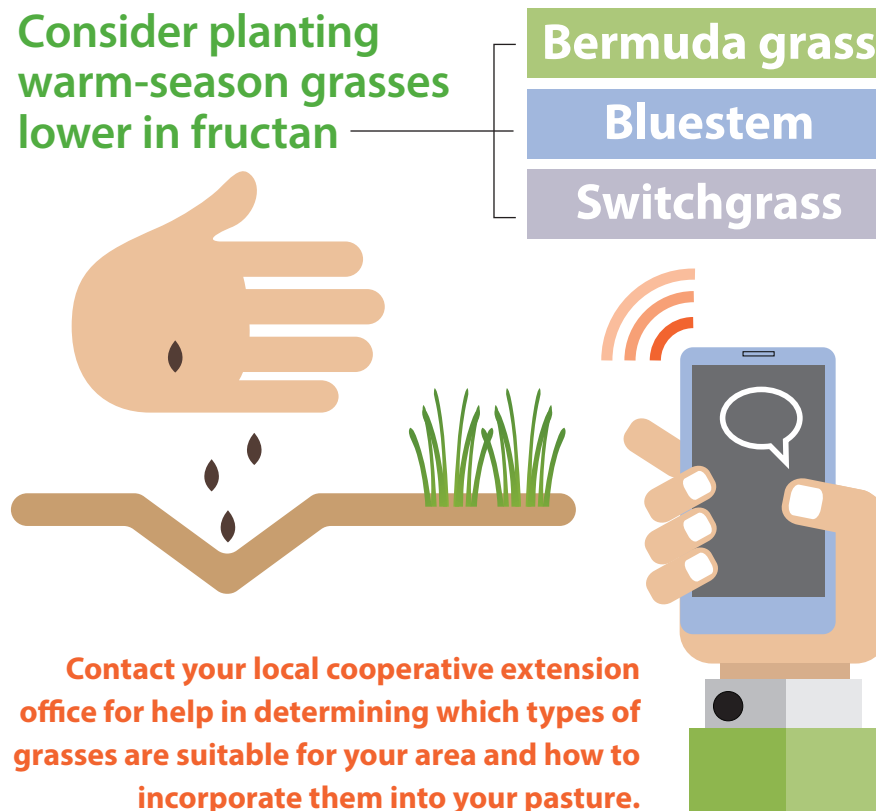 Consider planting
warm-season grasses
lower in fructan
Bermuda grass
Bluestem
Switchgrass
Contact your local cooperative extension
office for help in determining which types of
grasses are suitable for your area and how to
incorporate them into your pasture.